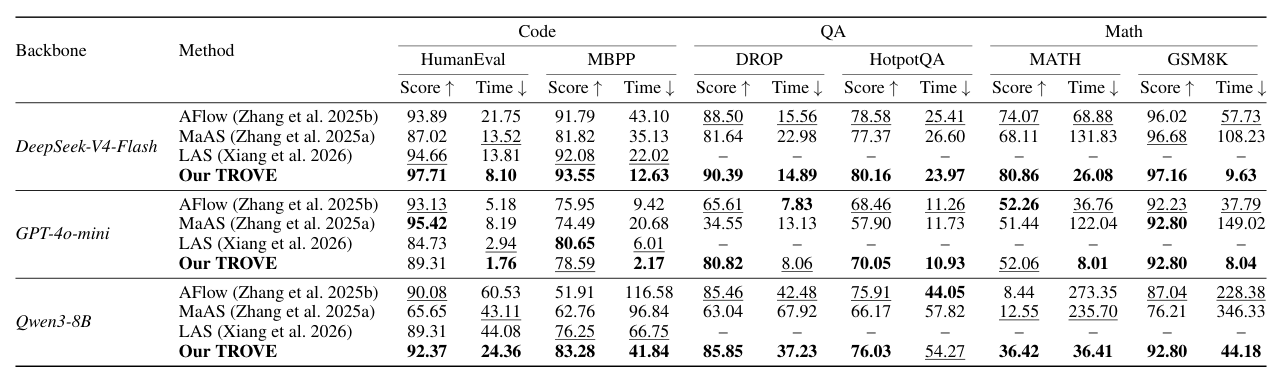 Code QA Math
Backbone Method
HumanEval MBPP DROP HotpotQA MATH GSM8K
Score ↑ Time ↓ Score ↑ Time ↓ Score ↑ Time ↓ Score ↑ Time ↓ Score ↑ Time ↓ Score ↑ Time ↓
AFlow (Zhang et al. 2025b) 93.89 21.75 91.79 43.10 88.50 15.56 78.58 25.41 74.07 68.88 96.02 57.73
MaAS (Zhang et al. 2025a) 87.02 13.52 81.82 35.13 81.64 22.98 77.37 26.60 68.11 131.83 96.68 108.23
DeepSeek-V4-Flash
LAS (Xiang et al. 2026) 94.66 13.81 92.08 22.02 – – – – – – – –
Our TROVE 97.71 8.10 93.55 12.63 90.39 14.89 80.16 23.97 80.86 26.08 97.16 9.63
AFlow (Zhang et al. 2025b) 93.13 5.18 75.95 9.42 65.61 7.83 68.46 11.26 52.26 36.76 92.23 37.79
MaAS (Zhang et al. 2025a) 95.42 8.19 74.49 20.68 34.55 13.13 57.90 11.73 51.44 122.04 92.80 149.02
GPT-4o-mini
LAS (Xiang et al. 2026) 84.73 2.94 80.65 6.01 – – – – – – – –
Our TROVE 89.31 1.76 78.59 2.17 80.82 8.06 70.05 10.93 52.06 8.01 92.80 8.04
AFlow (Zhang et al. 2025b) 90.08 60.53 51.91 116.58 85.46 42.48 75.91 44.05 8.44 273.35 87.04 228.38
MaAS (Zhang et al. 2025a) 65.65 43.11 62.76 96.84 63.04 67.92 66.17 57.82 12.55 235.70 76.21 346.33
Qwen3-8B
LAS (Xiang et al. 2026) 89.31 44.08 76.25 66.75 – – – – – – – –
Our TROVE 92.37 24.36 83.28 41.84 85.85 37.23 76.03 54.27 36.42 36.41 92.80 44.18